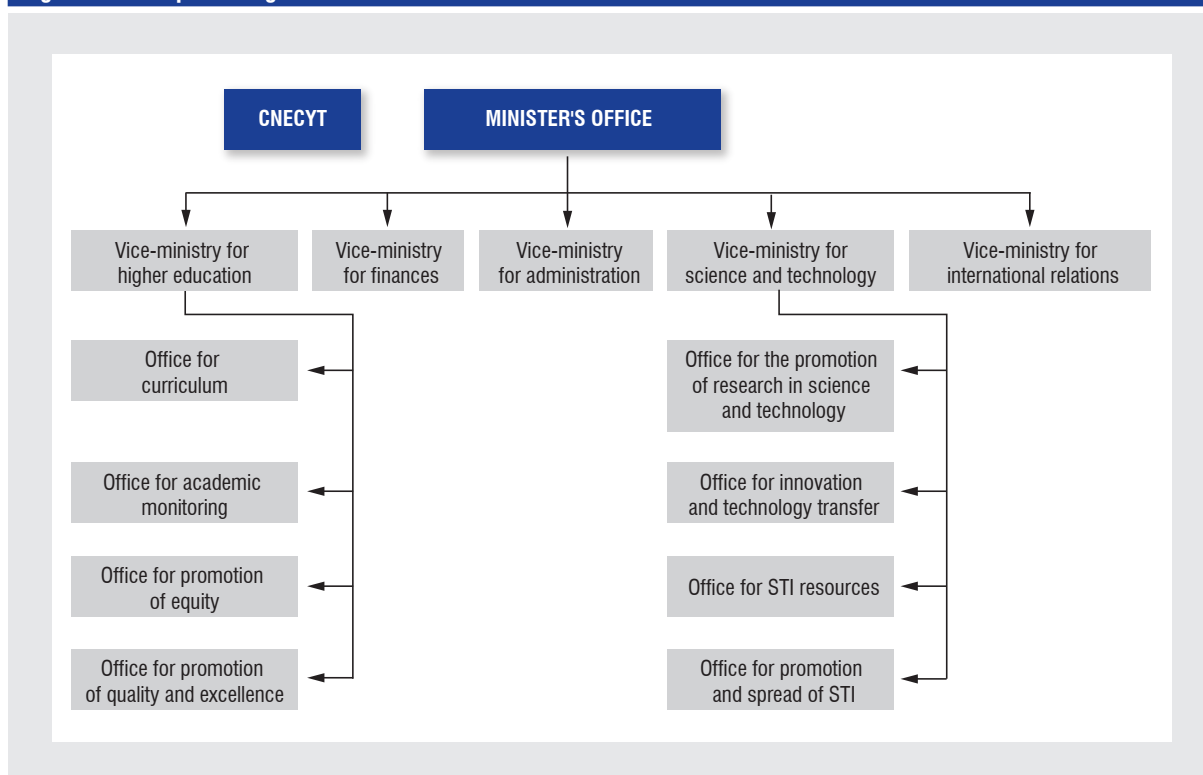 CNECYT
MINISTER'S OFFICE
Vice-ministry for
higher education
Vice-ministry
for finances
Vice-ministry
for administration
Vice-ministry for
science and technology
Vice-ministry for
international relations
Office for
curriculum
Office for academic
monitoring
Office for promotion
of equity
Office for promotion
of quality and excellence
Office for the promotion
of research in science
and technology
Office for innovation
and technology transfer
Office for STI resources
Office for promotion
and spread of STI